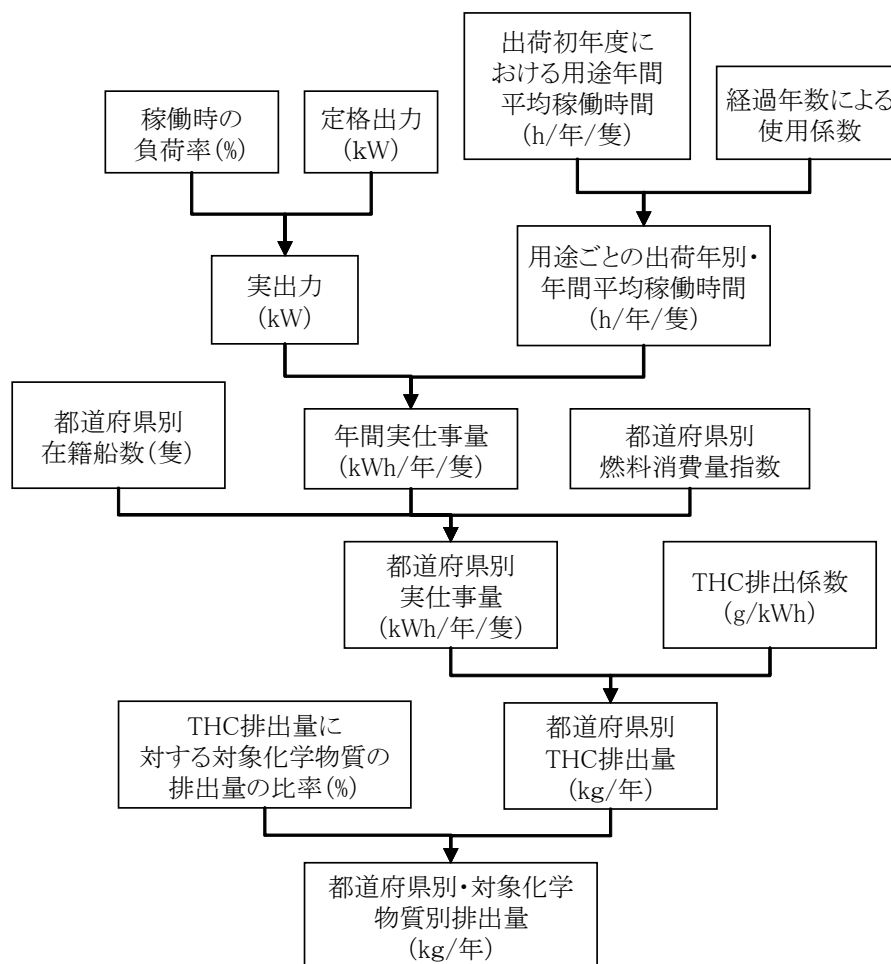 出荷初年度に
おける用途年間
平均稼働時間
(h/年/隻)
経過年数による
使用係数
稼働時の
負荷率(%)
定格出力
(kW)
実出力
(kW)
用途ごとの出荷年別・
年間平均稼働時間
(h/年/隻)
都道府県別
在籍船数(隻)
年間実仕事量
(kWh/年/隻)
都道府県別
燃料消費量指数
都道府県別
実仕事量
(kWh/年/隻)
THC排出係数
(g/kWh)
THC排出量に
対する対象化学物質の
排出量の比率(%)
都道府県別
THC排出量
(kg/年)
都道府県別・対象化学
物質別排出量
(kg/年)